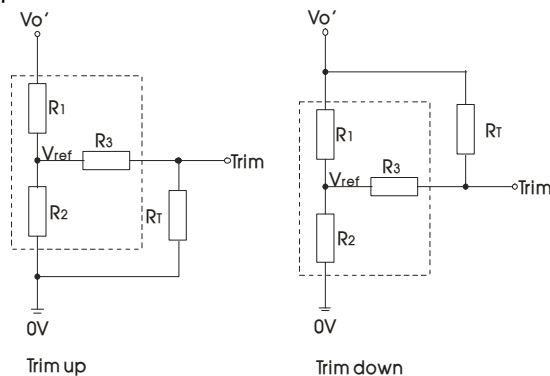 Vo’
R1
R3
Vref
Trim
R2
RT
0V
Trim up
Vo’
R1
RT
R3
Vref
Trim
R2
0V
Trim down